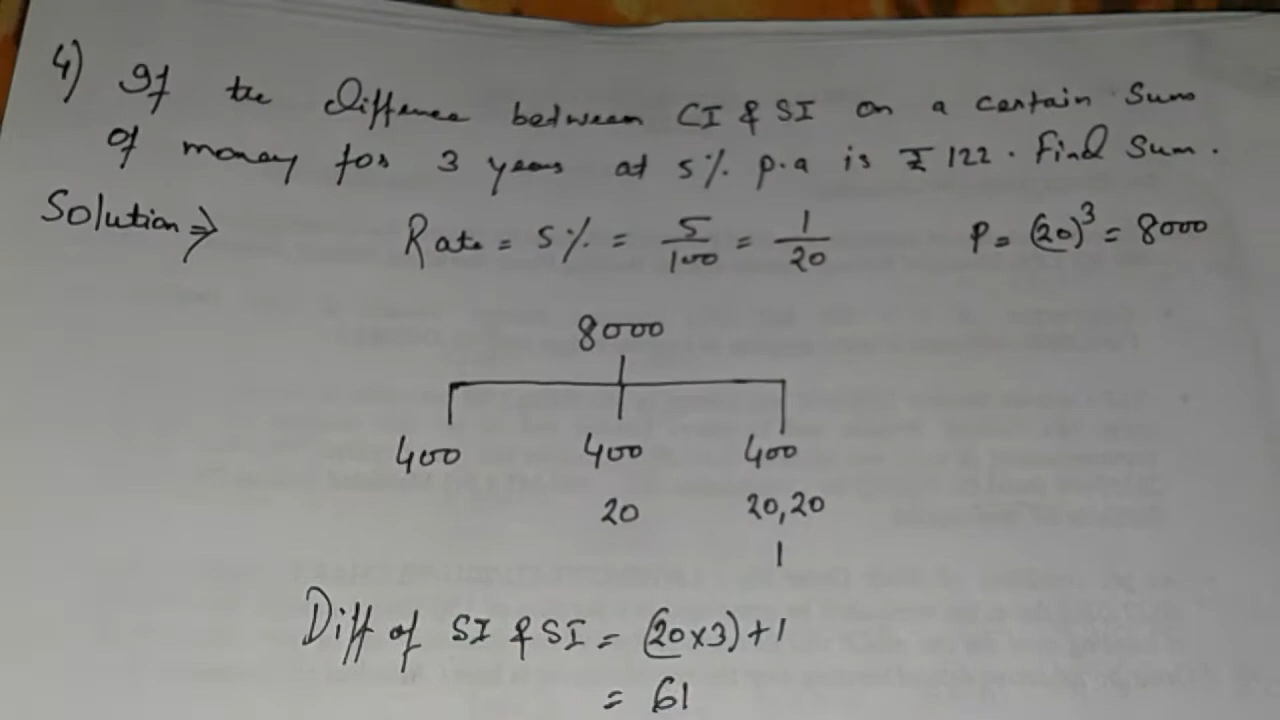 4) If the Diffence between CI & SI on a certain Sum
of money for 3 years at 5% p.a is ₹122. Find Sum.
Solution ⇒ Rate = 5% = 5/100 = 1/20 P = (20)³ = 8000
8000
400 400 400
20 20,20
1
Diff of SI & SI = (20×3)+1
= 61